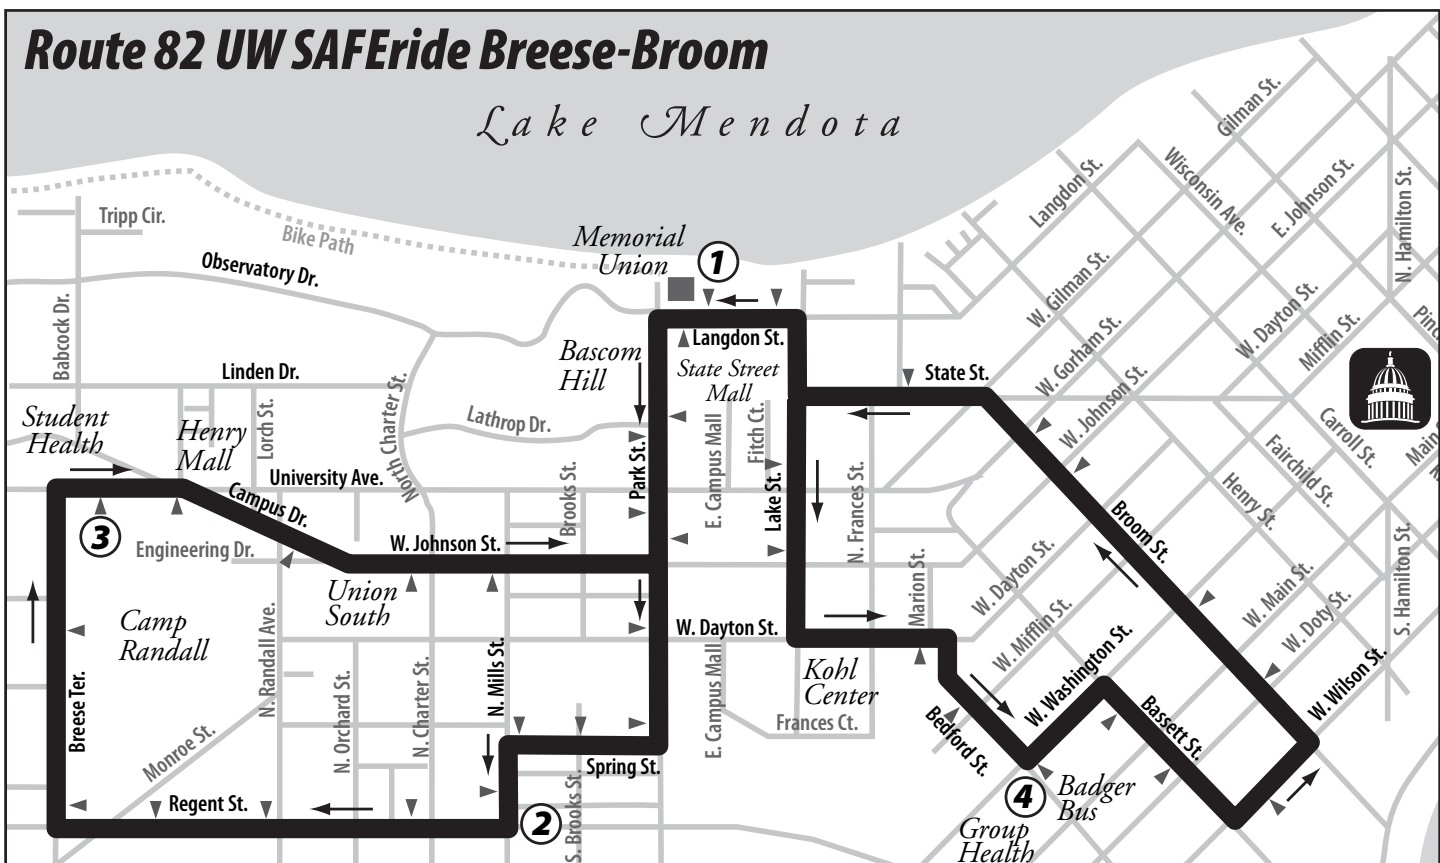 Route 82 UW SAFEride Breese-Broom
Lake Mendota
Gilman St.
Wisconsin Ave.
Langdon St.
E. Johnson St.
N. Hamilton St.
Tripp Cir.
Bike Path
Observatory Dr.
Memorial
Union
1
W. Gilman St.
W. Dayton St.
Mifflin St.
Babcock Dr.
Langdon St.
W. Gorham St.
Bascom
Hill
State Street
Mall
State St.
W. Johnson St.
Linden Dr.
Student
Health
Henry
Mall
Lorch St.
North Charter St.
Lathrop Dr.
Park St.
E. Campus Mall
Fitch Ct.
Carroll St.
Fairchild St.
Henry St.
University Ave.
Campus Dr.
Brooks St.
Lake St.
N. Frances St.
Broom St.
3
Engineering Dr.
W. Johnson St.
Union
South
Marion St.
W. Dayton St.
W. Mifflin St.
W. Main St.
W. Doty St.
S. Hamilton St.
Camp
Randall
N. Randall Ave.
W. Dayton St.
Kohl
Center
W. Washington St.
W. Wilson St.
Breese Ter.
Monroe St.
N. Orchard St.
N. Charter St.
N. Mills St.
E. Campus Mall
Frances Ct.
Bedford St.
Bassett St.
Spring St.
Regent St.
2
S. Brooks St.
4
Badger
Bus
Group
Health